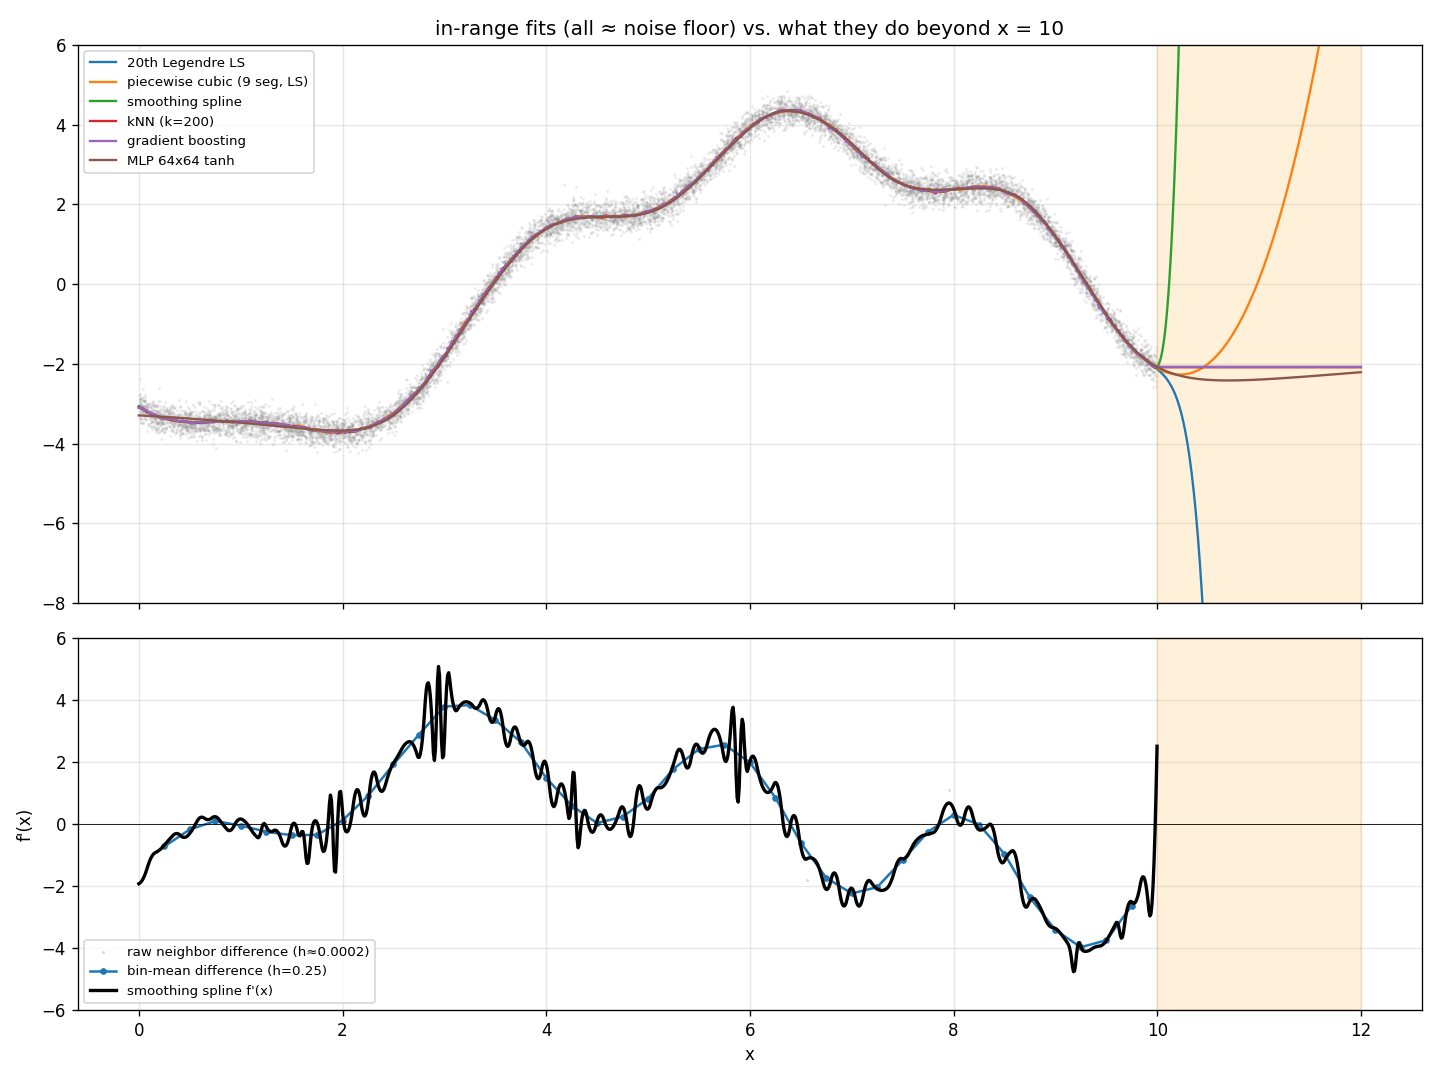 in-range fits (all ≈ noise floor) vs. what they do beyond x = 10
6
4
2
0
−2
−4
−6
−8
20th Legendre LS
piecewise cubic (9 seg, LS)
smoothing spline
kNN (k=200)
gradient boosting
MLP 64x64 tanh
f'(x)
6
4
2
0
−2
−4
−6
raw neighbor difference (h≈0.0002)
bin-mean difference (h=0.25)
smoothing spline f'(x)
0 2 4 6 8 10 12
x